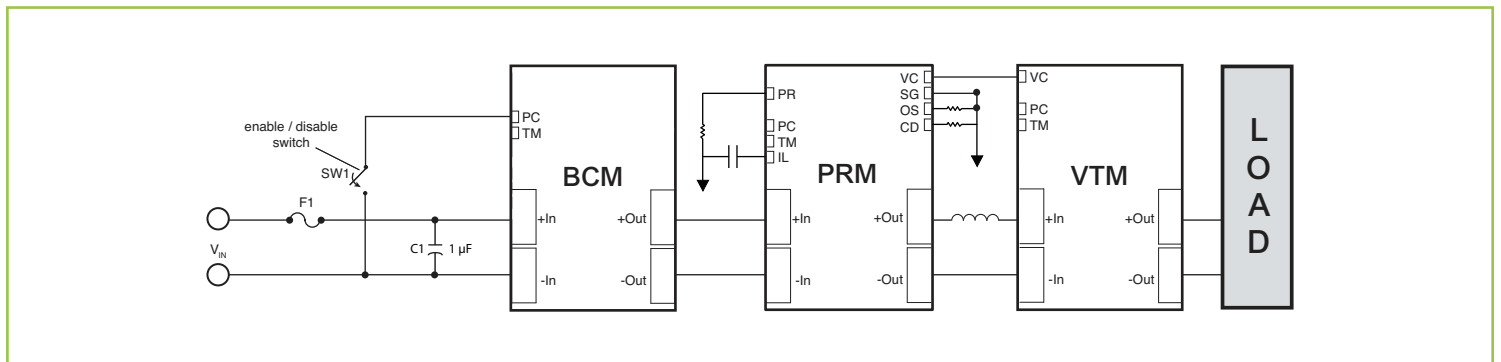 enable / disable
switch
SW1
F1
VIN
C1 1 µF
PC
TM
BCM
+In
-In
+Out
-Out
PR
PC
TM
IL
VC
SG
OS
CD
PRM
+In
-In
+Out
-Out
VC
PC
TM
VTM
+In
-In
+Out
-Out
L
O
A
D